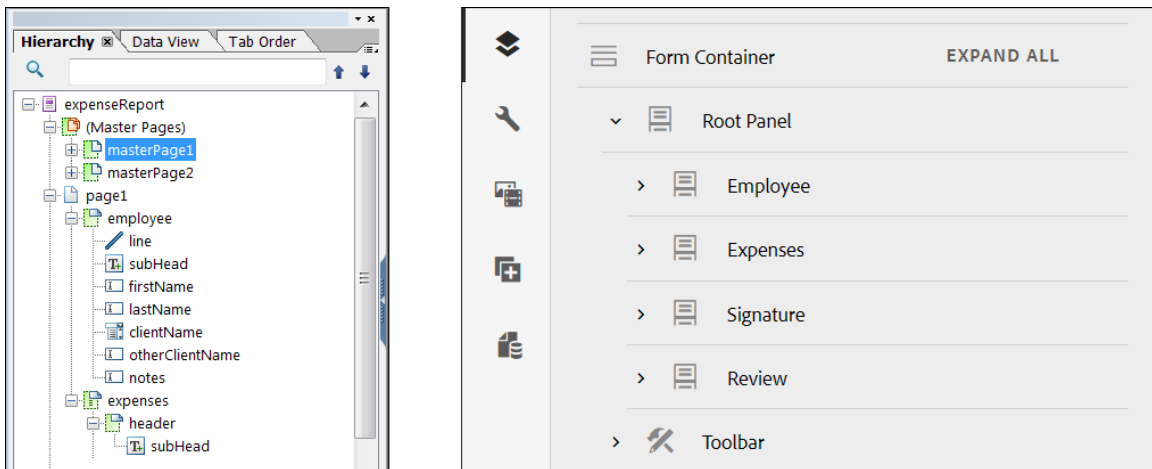 Hierarchy Data View Tab Order
expenseReport
(Master Pages)
masterPage1
masterPage2
page1
employee
line
subHead
firstName
lastName
clientName
otherClientName
notes
expenses
header
subHead
Form Container EXPAND ALL
Root Panel
Employee
Expenses
Signature
Review
Toolbar